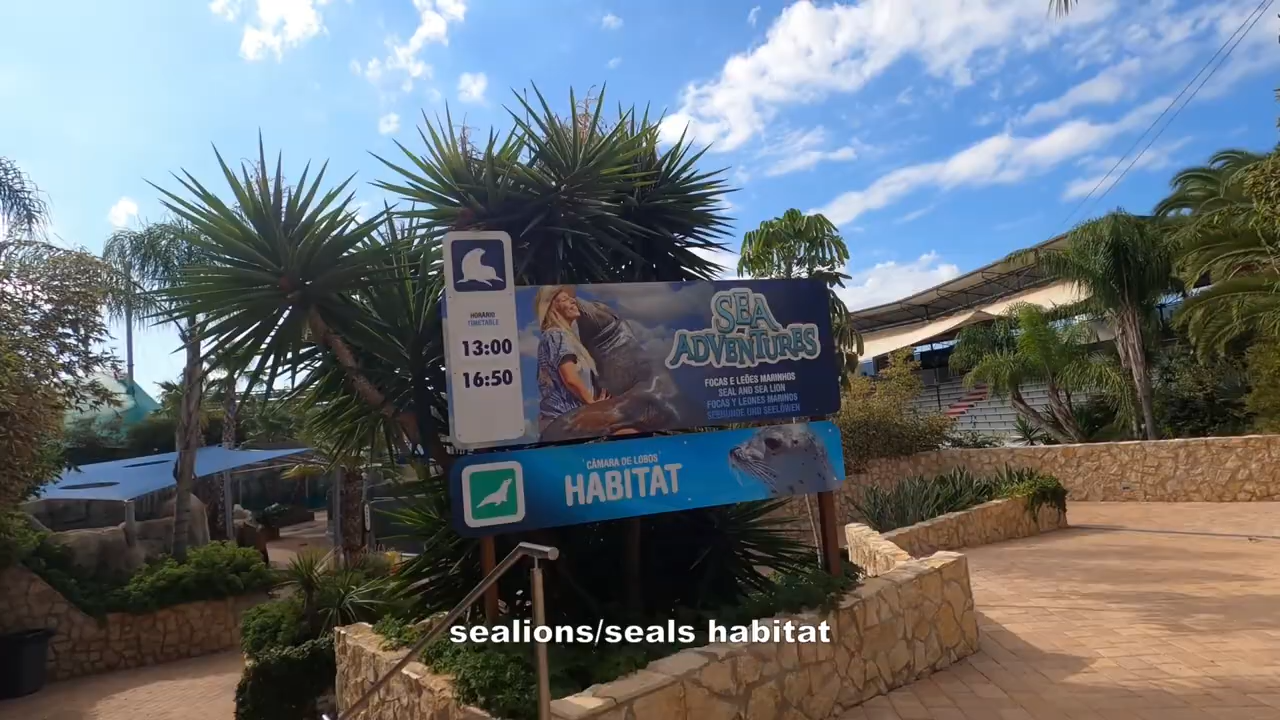 HORÁRIO
TIMETABLE
13:00
16:50
SEA
ADVENTURES
FOCAS E LEÕES MARINHOS
SEAL AND SEA LION
FOCAS Y LEONES MARINOS
SEEHUNDE UND SEELÖWEN
CÂMARA DE LOBOS
HABITAT
sealions/seals habitat